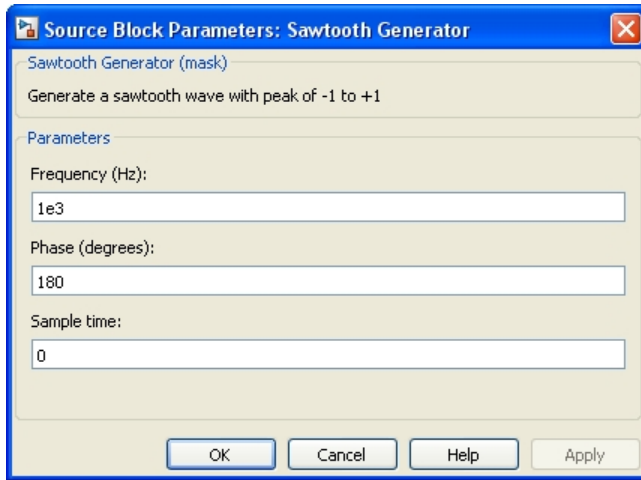 Source Block Parameters: Sawtooth Generator
Sawtooth Generator (mask)
Generate a sawtooth wave with peak of -1 to +1
Parameters
Frequency (Hz):
1e3
Phase (degrees):
180
Sample time:
0
OK Cancel Help Apply